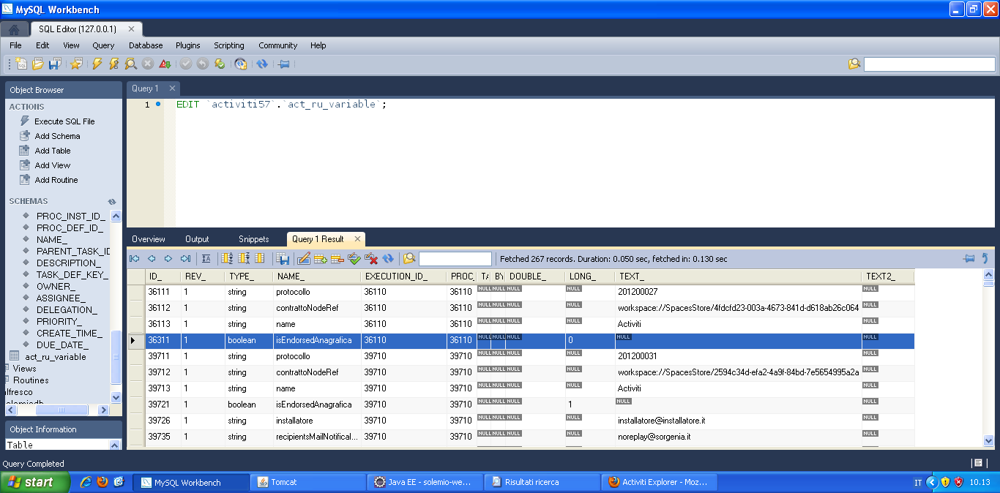 MySQL Workbench
SQL Editor (127.0.0.1)
File Edit View Query Database Plugins Scripting Community Help
Object Browser
Query 1
ACTIONS
Execute SQL File
Add Schema
Add Table
Add View
Add Routine
1 EDIT `activiti57`.`act_ru_variable`;
SCHEMAS
PROC_INST_ID_
PROC_DEF_ID_
NAME_
PARENT_TASK_ID
DESCRIPTION_
TASK_DEF_KEY_
OWNER_
ASSIGNEE_
DELEGATION_
PRIORITY_
CREATE_TIME_
DUE_DATE_
act_ru_variable
Views
Routines
lfresco
Object Information
Table
Overview Output Snippets Query 1 Result
Fetched 267 records. Duration: 0.050 sec, fetched in: 0.130 sec
ID_ REV_ TYPE_ NAME_ EXECUTION_ID_ PROC_ TA BY DOUBLE_ LONG_ TEXT_ TEXT2_
36111 1 string protocollo 36110 36110 NULL NULL NULL NULL 201200027 NULL
36112 1 string contrattoNodeRef 36110 36110 NULL NULL NULL NULL workspace://SpacesStore/4fdcfd23-003a-4673-841d-d618ab26c064 NULL
36113 1 string name 36110 36110 NULL NULL NULL NULL Activiti NULL
36311 1 boolean isEndorsedAnagrafica 36110 36110 NULL NULL NULL 0 NULL NULL
39711 1 string protocollo 39710 39710 NULL NULL NULL NULL 201200031 NULL
39712 1 string contrattoNodeRef 39710 39710 NULL NULL NULL NULL workspace://SpacesStore/2594c34d-efa2-4a9f-84bd-7e5654995a2a NULL
39713 1 string name 39710 39710 NULL NULL NULL NULL Activiti NULL
39721 1 boolean isEndorsedAnagrafica 39710 39710 NULL NULL NULL 1 NULL NULL
39726 1 string installatore 39710 39710 NULL NULL NULL NULL installatore@installatore.it NULL
39735 1 string recipientsMailNotifical... 39710 39710 NULL NULL NULL NULL noreplay@sorgenia.it NULL
Query Completed
start MySQL Workbench Tomcat Java EE - solemio-we... Risultati ricerca Activiti Explorer - Moz... IT 10.13